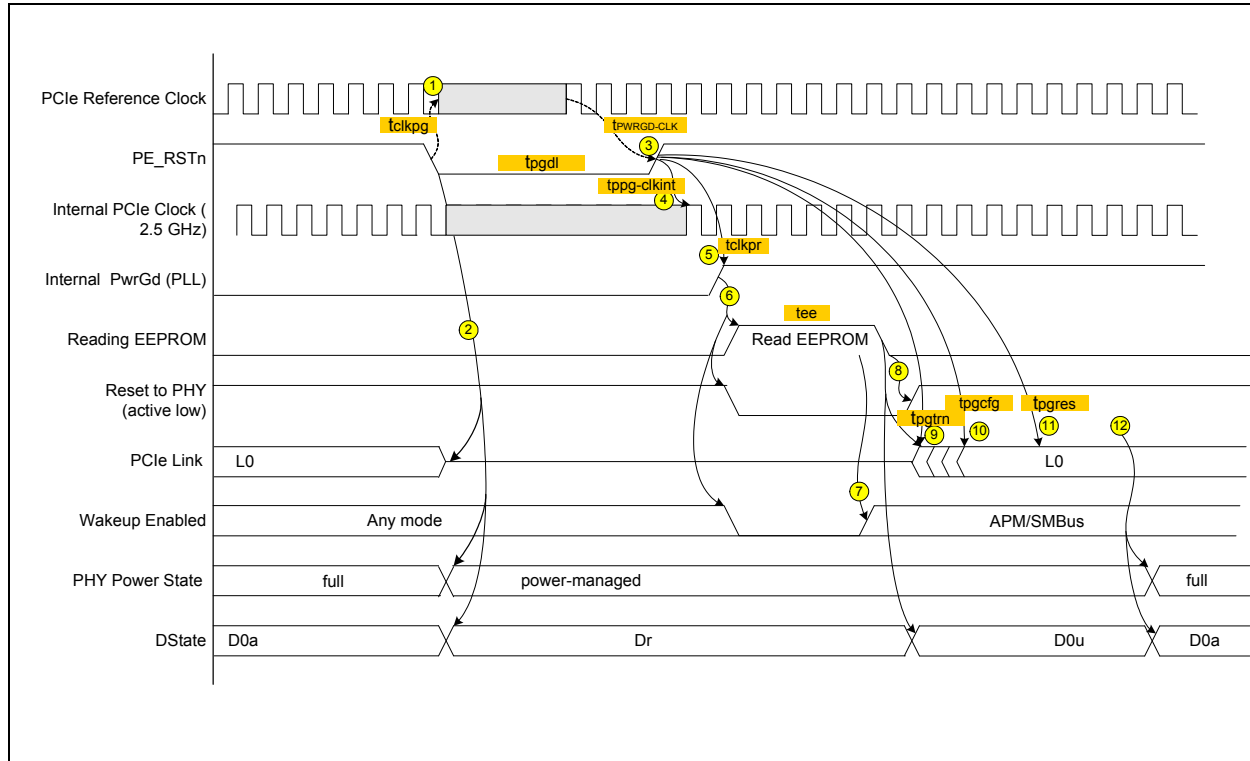 1
PCIe Reference Clock
tclkpg
tPWRGD-CLK
3
PE_RSTn
tpgdl
tppg-clkint
4
Internal PCIe Clock (
2.5 GHz)
tclkpr
5
Internal PwrGd (PLL)
6
tee
2
Reading EEPROM
Read EEPROM
8
Reset to PHY
(active low)
tpgcfg
tpgres
tpgtrn
9
10
11
12
PCIe Link
L0
L0
7
Wakeup Enabled
Any mode
APM/SMBus
PHY Power State
full
power-managed
full
DState
D0a
Dr
D0u
D0a